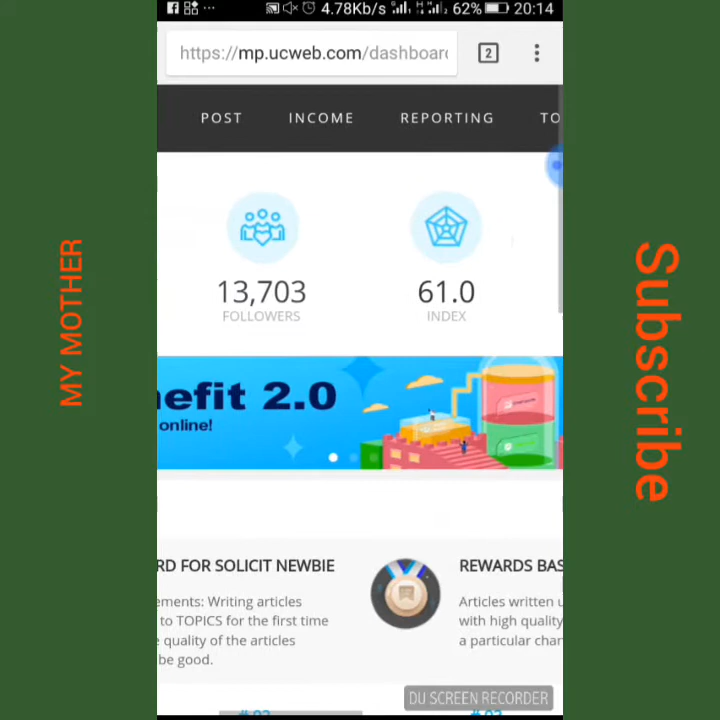 4.78Kb/s
62%
20:14
https://mp.ucweb.com/dashboard
2
POST INCOME REPORTING TO
13,703
FOLLOWERS
61.0
INDEX
nefit 2.0
online!
RD FOR SOLICIT NEWBIE
ements: Writing articles
to TOPICS for the first time
e quality of the articles
be good.
REWARDS BAS
Articles written u
with high quality
a particular char
DU SCREEN RECORDER
MY MOTHER
Subscribe